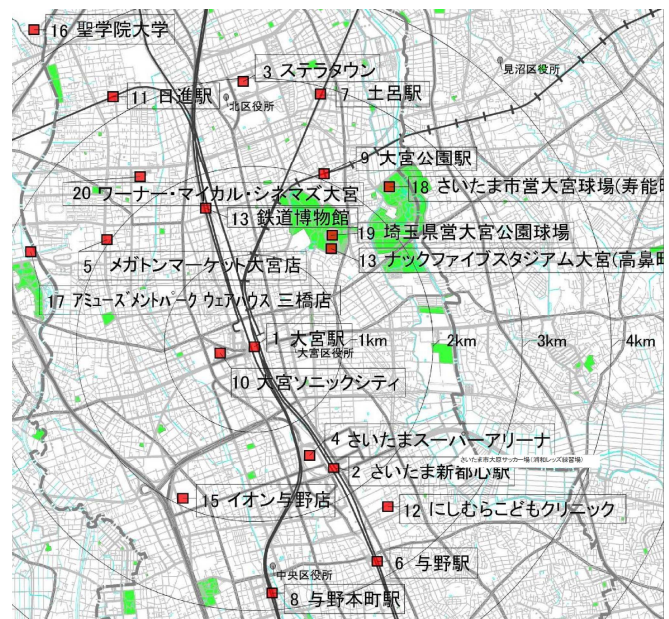 16 聖学院大学
3 ステラタウン
見沼区役所
11 日進駅
北区役所
7 土呂駅
9 大宮公園駅
20 ワーナー・マイカル・シネマズ大宮
18 さいたま市営大宮球場(寿能町
13 鉄道博物館
19 埼玉県営大宮公園球場
5 メガトンマーケット大宮店
13 ナックファイブスタジアム大宮(高鼻町
17 アミューズメントパーク ウェアハウス 三橋店
1 大宮駅
1km
2km
3km
4km
大宮区役所
10 大宮ソニックシティ
4 さいたまスーパーアリーナ
さいたま市大原サッカー場(浦和レッズ練習場)
2 さいたま新都心駅
15 イオン与野店
12 にしむらこどもクリニック
6 与野駅
中央区役所
8 与野本町駅